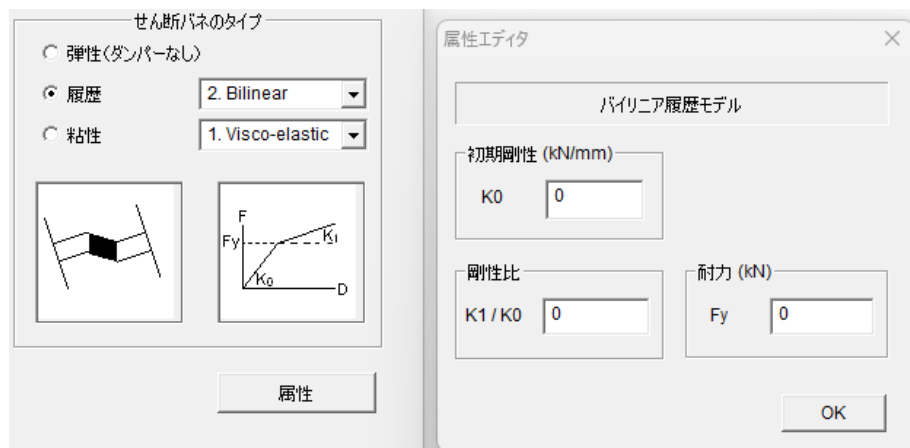 せん断バネのタイプ
弾性(ダンパーなし)
履歴
2. Bilinear
粘性
1. Visco-elastic
F
Fy
K1
K0
D
属性
属性エディタ
バイリニア履歴モデル
初期剛性 (kN/mm)
K0
0
剛性比
K1 / K0
0
耐力 (kN)
Fy
0
OK